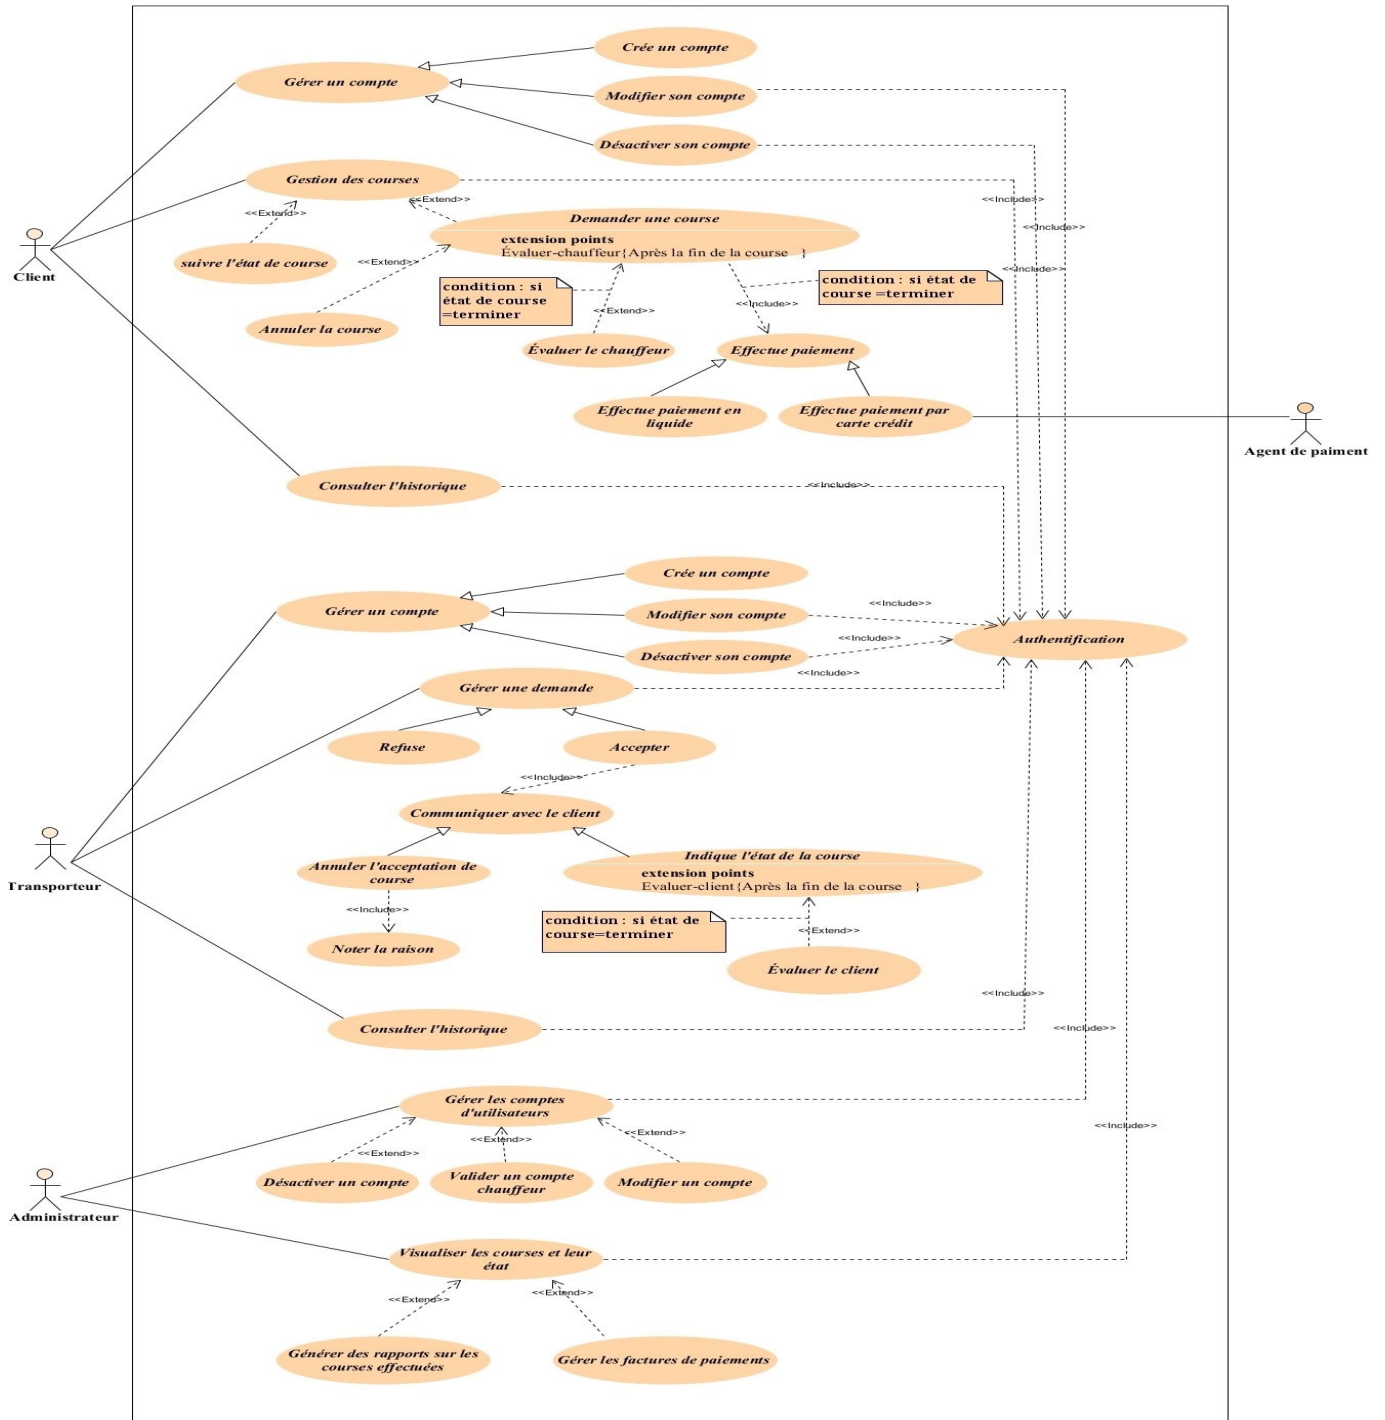 Crée un compte
Gérer un compte
Modifier son compte
Désactiver son compte
Gestion des courses
<<Extend>>
<<Extend>>
<<Include>>
Demander une course
extension points
Évaluer-chauffeur{Après la fin de la course }
<<Include>>
Client
suivre l'état de course
<<Extend>>
<<Include>>
condition : si
état de course
=terminer
condition : si état de
course =terminer
<<Extend>>
<<Include>>
Annuler la course
Évaluer le chauffeur
Effectue paiement
Effectue paiement en
liquide
Effectue paiement par
carte crédit
Agent de paiment
Consulter l'historique
<<Include>>
Crée un compte
Gérer un compte
Modifier son compte
<<Include>>
Authentification
Désactiver son compte
<<Include>>
<<Include>>
Gérer une demande
Refuse
Accepter
<<Include>>
Communiquer avec le client
Transporteur
Annuler l'acceptation de
course
Indique l'état de la course
extension points
Evaluer-client{Après la fin de la course }
<<Include>>
condition : si état de
course=terminer
<<Extend>>
Noter la raison
Évaluer le client
<<Include>>
Consulter l'historique
<<Include>>
Gérer les comptes
d'utilisateurs
<<Include>>
<<Extend>>
<<Extend>>
<<Extend>>
Désactiver un compte
Valider un compte
chauffeur
Modifier un compte
Administrateur
Visualiser les courses et leur
état
<<Extend>>
<<Extend>>
Générer des rapports sur les
courses effectuées
Gérer les factures de paiements